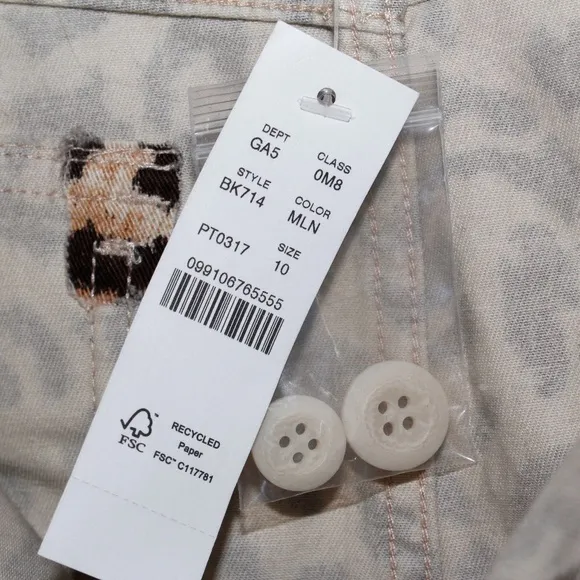 DEPT CLASS
GA5 0M8
STYLE COLOR
BK714 MLN
PT0317 SIZE
10
099106765555
FSC
RECYCLED
Paper
FSC™ C117781